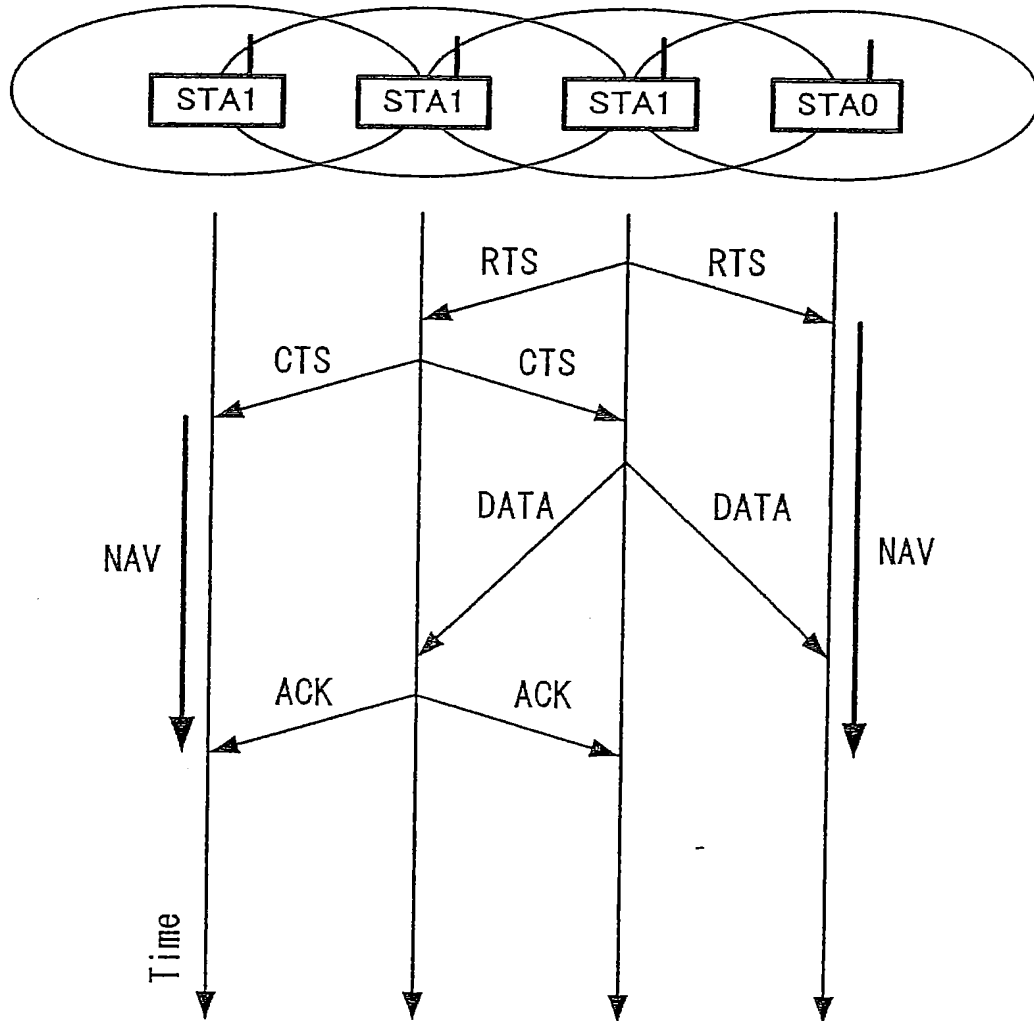 STA1 STA1 STA1 STA0
RTS RTS
CTS CTS
DATA DATA
NAV NAV
ACK ACK
Time